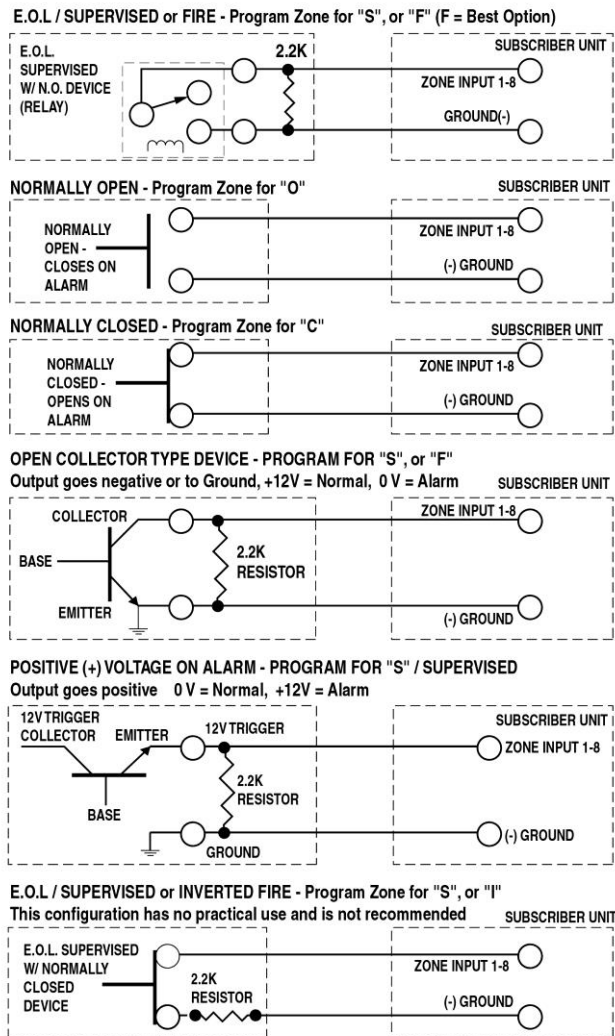 E.O.L / SUPERVISED or FIRE - Program Zone for "S", or "F" (F = Best Option)
E.O.L.
SUPERVISED
W/ N.O. DEVICE
(RELAY)
2.2K
SUBSCRIBER UNIT
ZONE INPUT 1-8
GROUND(-)
NORMALLY OPEN - Program Zone for "O"
SUBSCRIBER UNIT
NORMALLY
OPEN -
CLOSES ON
ALARM
ZONE INPUT 1-8
(-) GROUND
NORMALLY CLOSED - Program Zone for "C"
SUBSCRIBER UNIT
NORMALLY
CLOSED -
OPENS ON
ALARM
ZONE INPUT 1-8
(-) GROUND
OPEN COLLECTOR TYPE DEVICE - PROGRAM FOR "S", or "F"
Output goes negative or to Ground, +12V = Normal, 0 V = Alarm
SUBSCRIBER UNIT
COLLECTOR
BASE
EMITTER
2.2K
RESISTOR
ZONE INPUT 1-8
(-) GROUND
POSITIVE (+) VOLTAGE ON ALARM - PROGRAM FOR "S" / SUPERVISED
Output goes positive 0 V = Normal, +12V = Alarm
12V TRIGGER
COLLECTOR
EMITTER
12V TRIGGER
BASE
2.2K
RESISTOR
GROUND
SUBSCRIBER UNIT
ZONE INPUT 1-8
(-) GROUND
E.O.L / SUPERVISED or INVERTED FIRE - Program Zone for "S", or "I"
This configuration has no practical use and is not recommended
SUBSCRIBER UNIT
E.O.L. SUPERVISED
W/ NORMALLY
CLOSED
DEVICE
2.2K
RESISTOR
ZONE INPUT 1-8
(-) GROUND